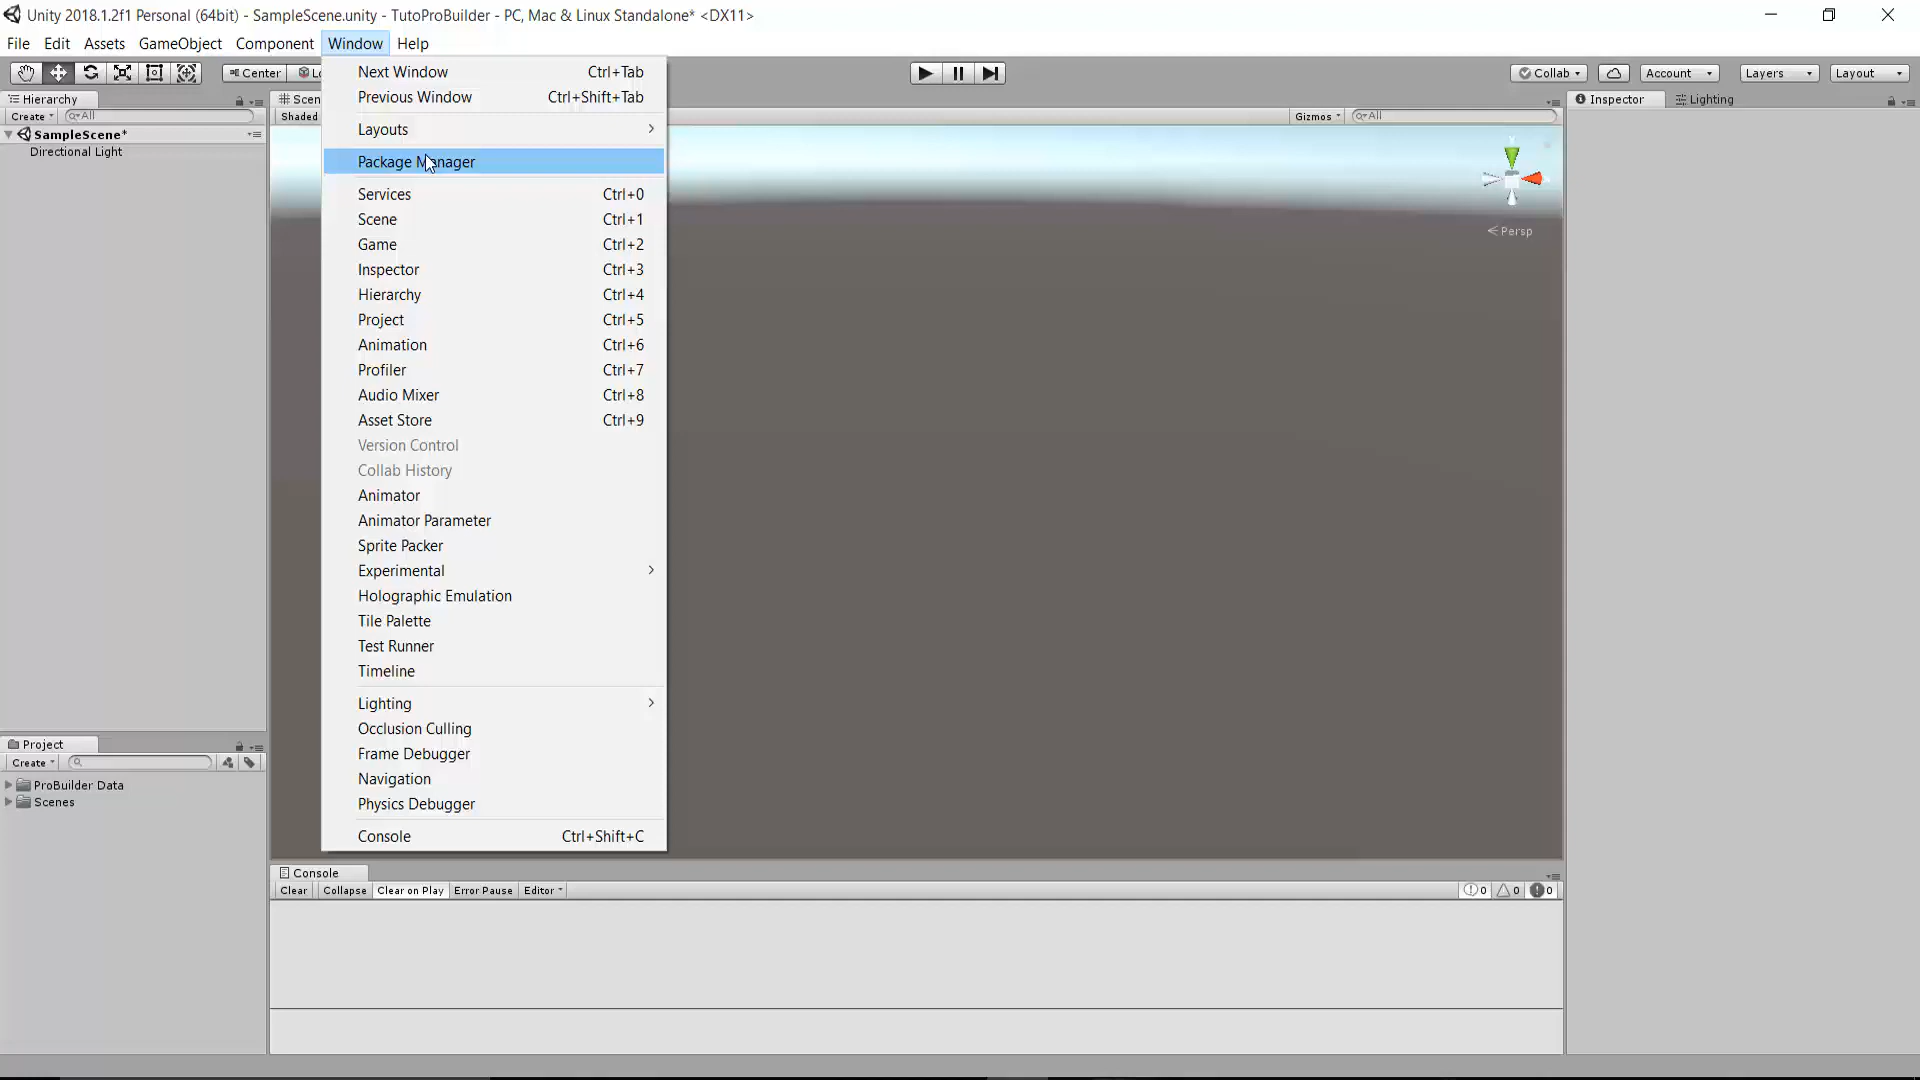 Unity 2018.1.2f1 Personal (64bit) - SampleScene.unity - TutoProBuilder - PC, Mac & Linux Standalone* <DX11>
File Edit Assets GameObject Component Window Help
Center Lo Collab Account Layers Layout
Hierarchy
Create All
SampleScene*
Directional Light
Next Window Ctrl+Tab
Previous Window Ctrl+Shift+Tab
Layouts
Package Manager
Services Ctrl+0
Scene Ctrl+1
Game Ctrl+2
Inspector Ctrl+3
Hierarchy Ctrl+4
Project Ctrl+5
Animation Ctrl+6
Profiler Ctrl+7
Audio Mixer Ctrl+8
Asset Store Ctrl+9
Version Control
Collab History
Animator
Animator Parameter
Sprite Packer
Experimental
Holographic Emulation
Tile Palette
Test Runner
Timeline
Lighting
Occlusion Culling
Frame Debugger
Navigation
Physics Debugger
Console Ctrl+Shift+C
Scen
Shaded Gizmos All
Persp
Inspector Lighting
Project
Create
ProBuilder Data
Scenes
Console
Clear Collapse Clear on Play Error Pause Editor 0 0 0